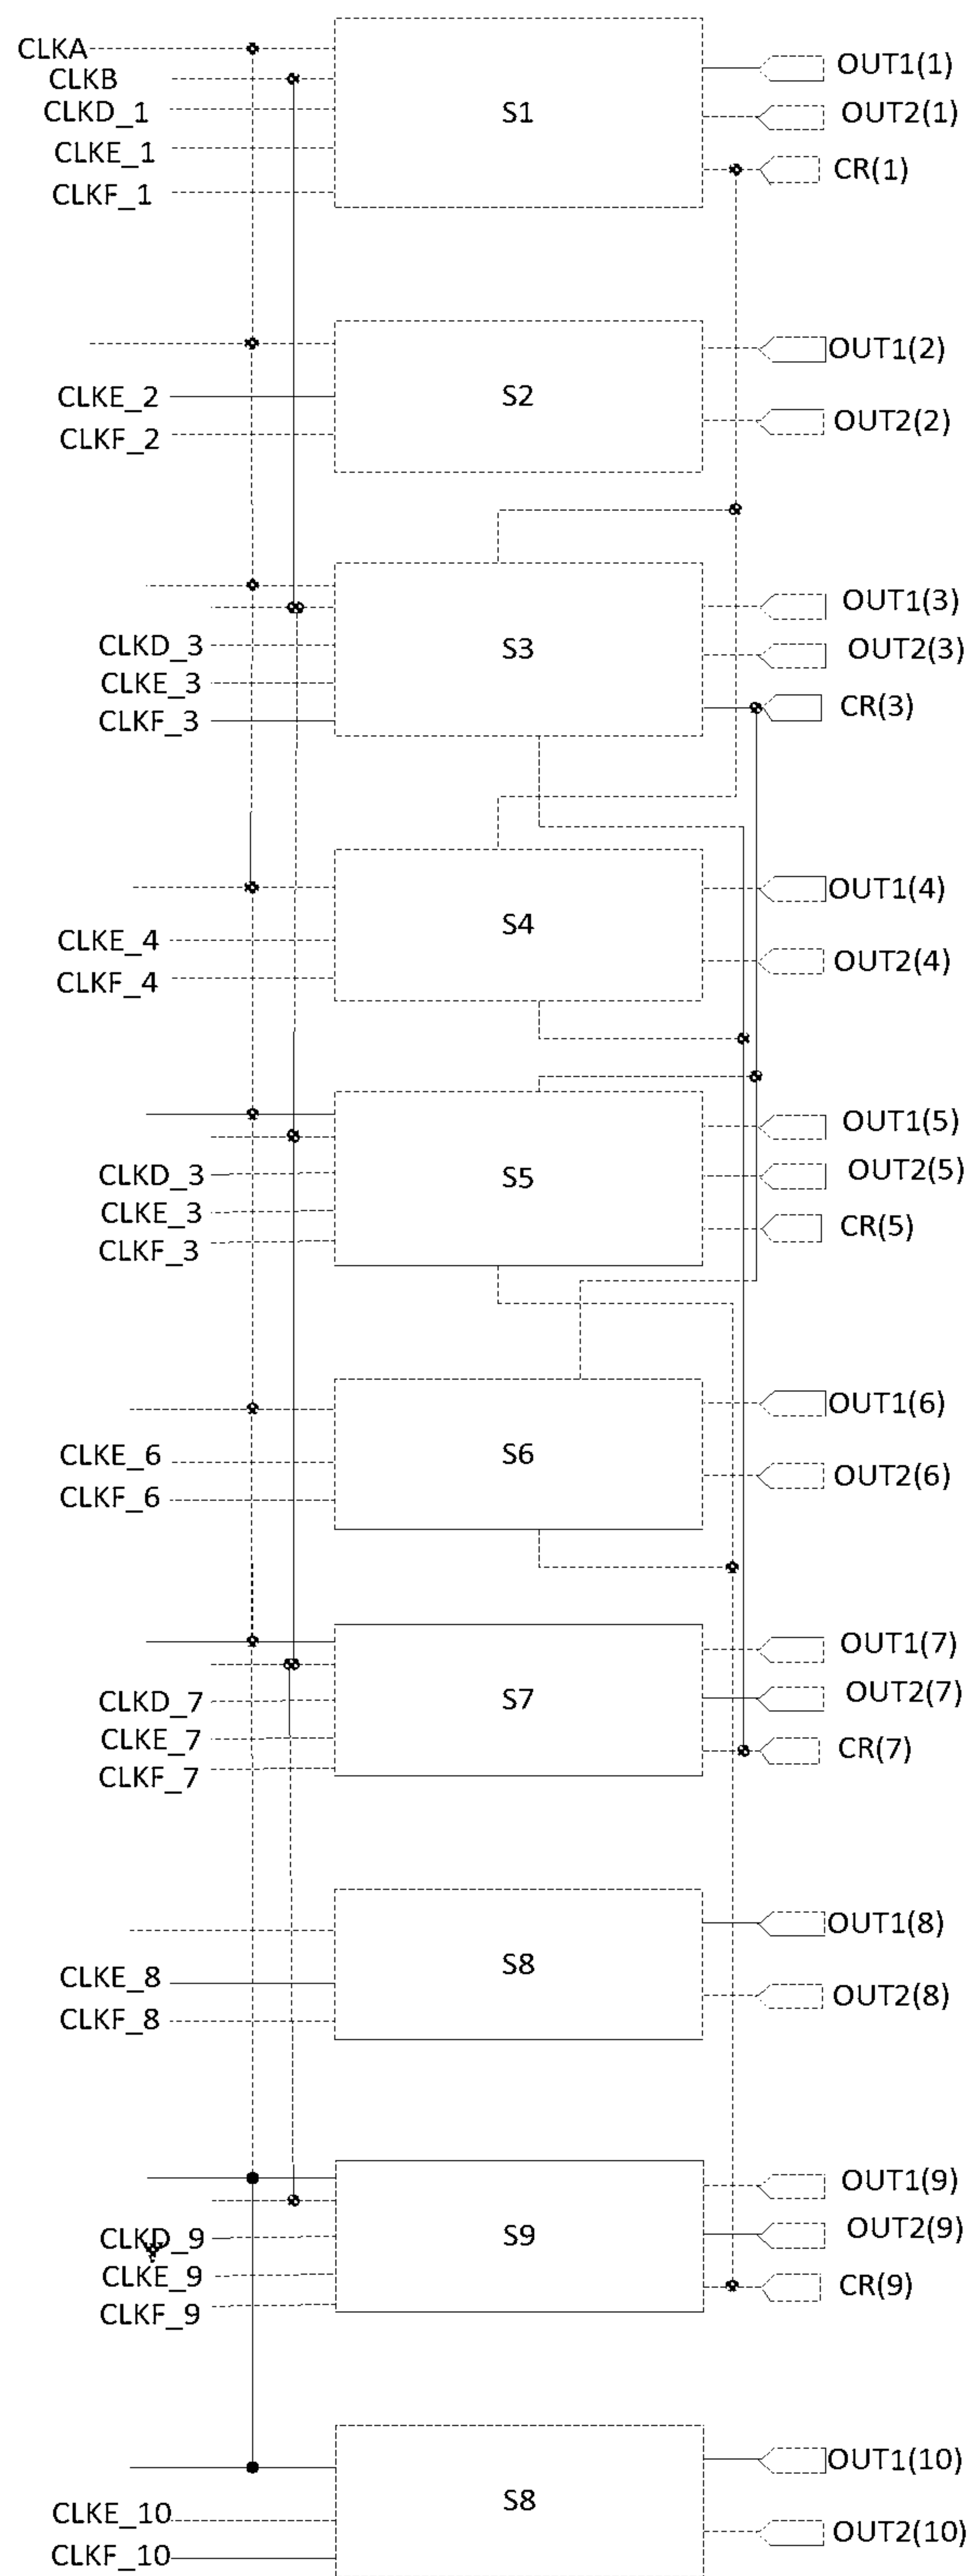 CLKA
CLKB
CLKD_1
CLKE_1
CLKF_1
S1
OUT1(1)
OUT2(1)
CR(1)
CLKE_2
CLKF_2
S2
OUT1(2)
OUT2(2)
CLKD_3
CLKE_3
CLKF_3
S3
OUT1(3)
OUT2(3)
CR(3)
CLKE_4
CLKF_4
S4
OUT1(4)
OUT2(4)
CLKD_3
CLKE_3
CLKF_3
S5
OUT1(5)
OUT2(5)
CR(5)
CLKE_6
CLKF_6
S6
OUT1(6)
OUT2(6)
CLKD_7
CLKE_7
CLKF_7
S7
OUT1(7)
OUT2(7)
CR(7)
CLKE_8
CLKF_8
S8
OUT1(8)
OUT2(8)
CLKD_9
CLKE_9
CLKF_9
S9
OUT1(9)
OUT2(9)
CR(9)
CLKE_10
CLKF_10
S8
OUT1(10)
OUT2(10)